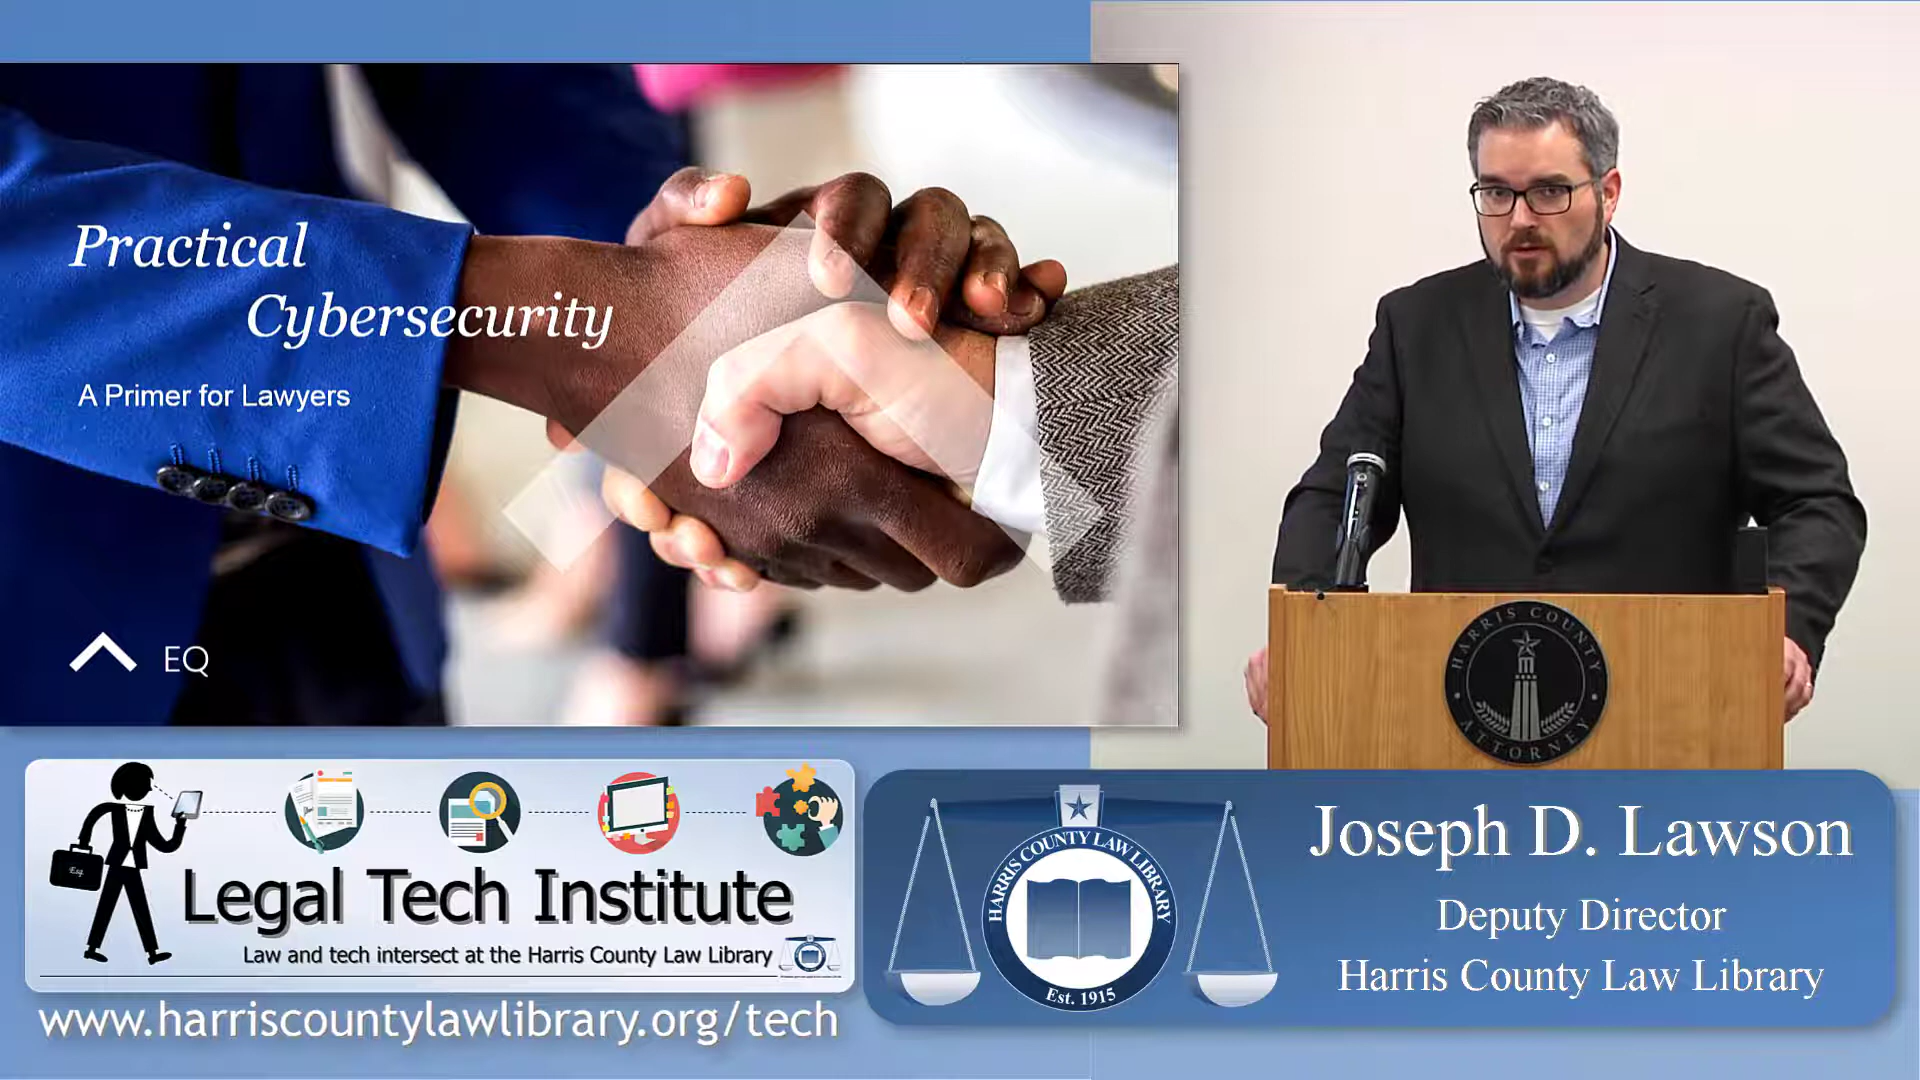 Practical
Cybersecurity
A Primer for Lawyers
EQ
HARRIS COUNTY
ATTORNEY
Esq.
Legal Tech Institute
Law and tech intersect at the Harris County Law Library
www.harriscountylawlibrary.org/tech
HARRIS COUNTY LAW LIBRARY
Est. 1915
Joseph D. Lawson
Deputy Director
Harris County Law Library